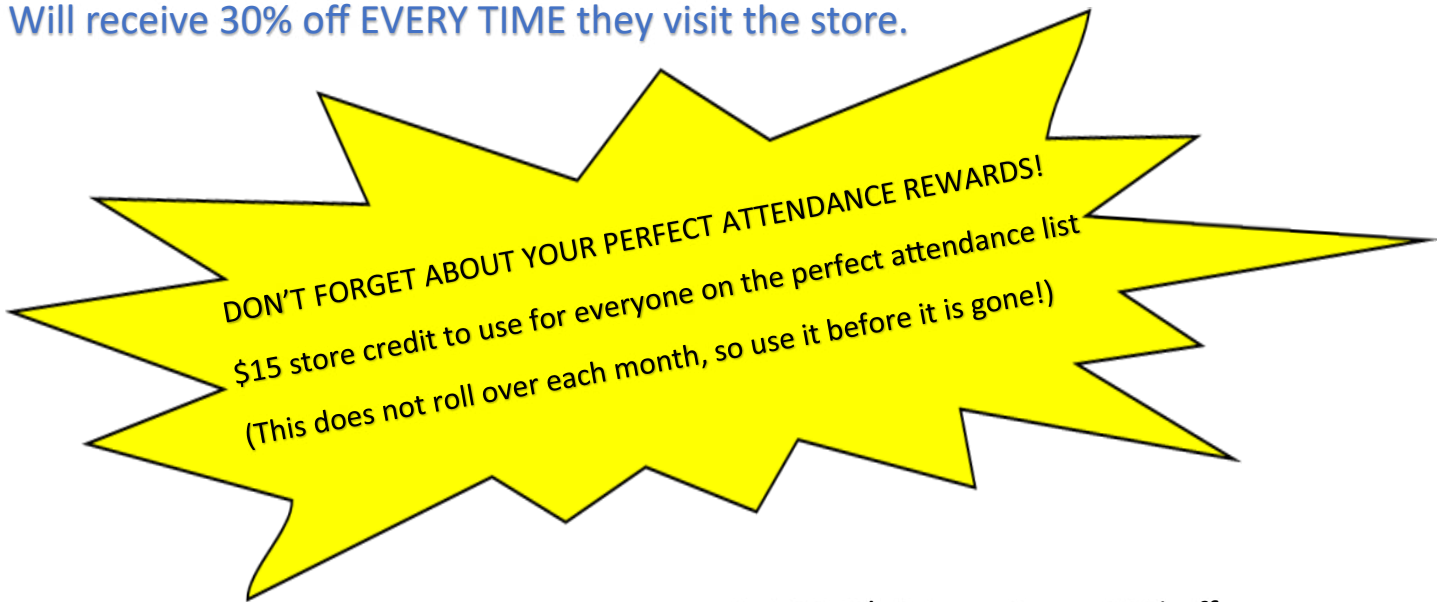 Will receive 30% off EVERY TIME they visit the store.
DON'T FORGET ABOUT YOUR PERFECT ATTENDANCE REWARDS!
$15 store credit to use for everyone on the perfect attendance list
(This does not roll over each month, so use it before it is gone!)